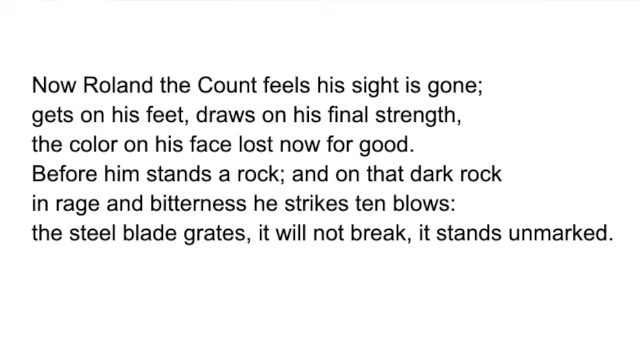 Now Roland the Count feels his sight is gone;
gets on his feet, draws on his final strength,
the color on his face lost now for good.
Before him stands a rock; and on that dark rock
in rage and bitterness he strikes ten blows:
the steel blade grates, it will not break, it stands unmarked.